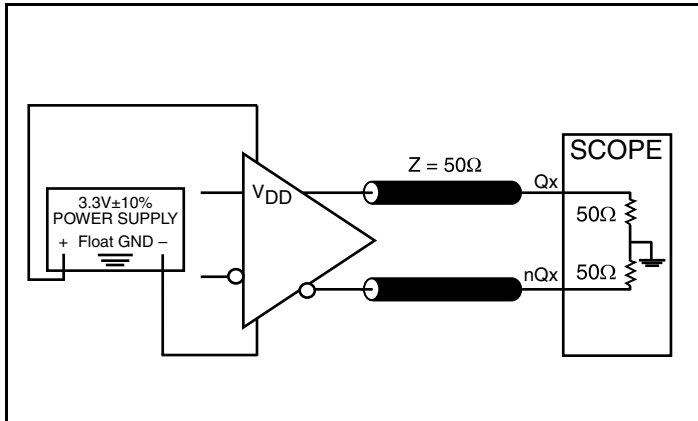 SCOPE
Z = 50Ω
Qx
VDD
3.3V±10%
POWER SUPPLY
+ Float GND –
50Ω
50Ω
nQx